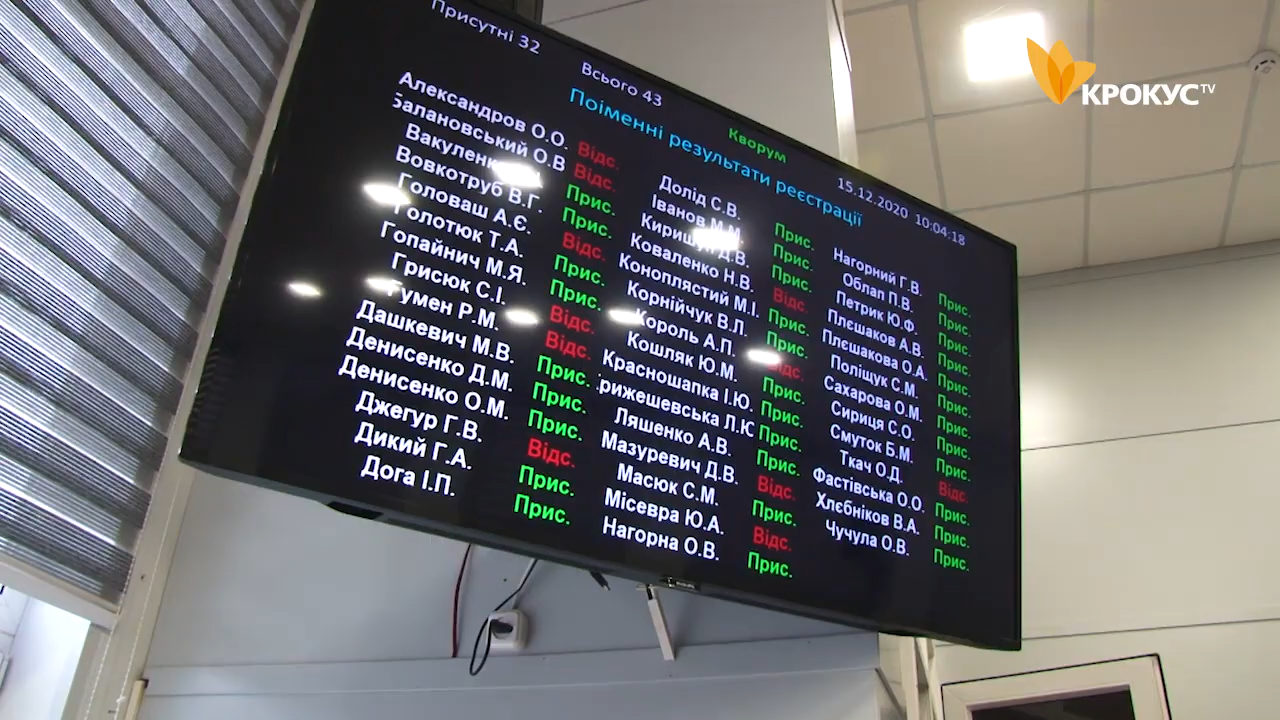 КРОКУС TV
Присутні 32
Всього 43
Кворум
15.12.2020 10:04:18
Поіменні результати реєстрації
Александров О.О. Відс.
Балановський О.В Відс.
Прис.
Вовкотруб В.Г. Прис.
Головаш А.Є. Відс.
Голотюк Т.А. Прис.
Гопайнич М.Я. Прис.
Грисюк С.І. Відс.
Гумен Р.М. Відс.
Дашкевич М.В. Прис.
Денисенко Д.М. Прис.
Денисенко О.М. Прис.
Джегур Г.В. Відс.
Дикий Г.А. Прис.
Дога І.П. Прис.
Долід С.В. Прис.
Іванов М.М. Прис.
Д.В. Прис.
Коваленко Н.В. Відс.
Коноплястий М.І. Прис.
Корнійчук В.Л. Прис.
Король А.П. Відс.
Кошляк Ю.М. Прис.
Красношапка І.Ю. Прис.
рижешевська Л.Ю Прис.
Ляшенко А.В. Прис.
Мазуревич Д.В. Відс.
Масюк С.М. Прис.
Місевра Ю.А. Відс.
Нагорна О.В. Прис.
Нагорний Г.В. Прис.
Облап П.В. Прис.
Петрик Ю.Ф. Прис.
Плєшаков А.В. Прис.
Плєшакова О.А. Прис.
Поліщук С.М. Прис.
Сахарова О.М. Прис.
Сириця С.О. Прис.
Смуток Б.М. Прис.
Ткач О.Д. Відс.
Фастівська О.О. Прис.
Хлєбніков В.А. Прис.
Чучула О.В. Прис.